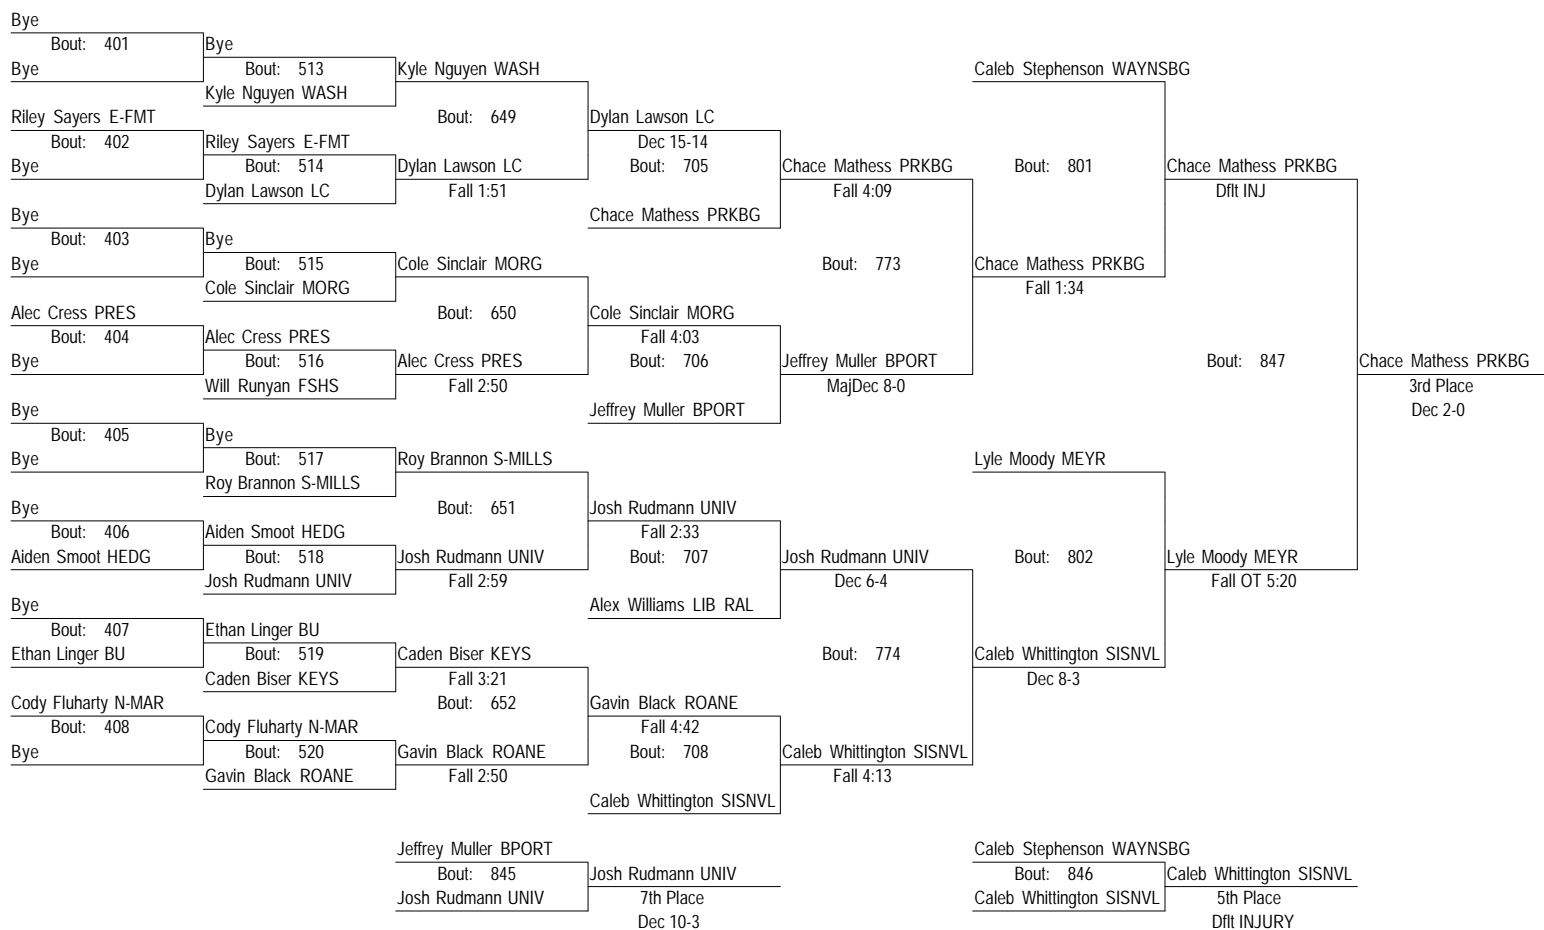 Bye
Bout: 401
Bye
Bye
Bout: 513
Kyle Nguyen WASH
Kyle Nguyen WASH
Bout: 649
Riley Sayers E-FMT
Bout: 402
Bye
Riley Sayers E-FMT
Bout: 514
Dylan Lawson LC
Dylan Lawson LC
Fall 1:51
Dylan Lawson LC
Dec 15-14
Bout: 705
Chace Mathess PRKBG
Chace Mathess PRKBG
Fall 4:09
Bout: 773
Bye
Bout: 403
Bye
Bye
Bout: 515
Cole Sinclair MORG
Cole Sinclair MORG
Bout: 650
Alec Cress PRES
Bout: 404
Bye
Alec Cress PRES
Bout: 516
Will Runyan FSHS
Alec Cress PRES
Fall 2:50
Cole Sinclair MORG
Fall 4:03
Bout: 706
Jeffrey Muller BPORT
Jeffrey Muller BPORT
MajDec 8-0
Caleb Stephenson WAYNSBG
Bout: 801
Chace Mathess PRKBG
Fall 1:34
Chace Mathess PRKBG
Dflt INJ
Bout: 847
Chace Mathess PRKBG
3rd Place
Dec 2-0
Bye
Bout: 405
Bye
Bye
Bout: 517
Roy Brannon S-MILLS
Roy Brannon S-MILLS
Bout: 651
Bye
Bout: 406
Aiden Smoot HEDG
Aiden Smoot HEDG
Bout: 518
Josh Rudmann UNIV
Josh Rudmann UNIV
Fall 2:59
Josh Rudmann UNIV
Fall 2:33
Bout: 707
Alex Williams LIB RAL
Josh Rudmann UNIV
Dec 6-4
Bout: 774
Bye
Bout: 407
Ethan Linger BU
Ethan Linger BU
Bout: 519
Caden Biser KEYS
Caden Biser KEYS
Fall 3:21
Bout: 652
Cody Fluharty N-MAR
Bout: 408
Bye
Cody Fluharty N-MAR
Bout: 520
Gavin Black ROANE
Gavin Black ROANE
Fall 2:50
Gavin Black ROANE
Fall 4:42
Bout: 708
Caleb Whittington SISNVL
Caleb Whittington SISNVL
Fall 4:13
Lyle Moody MEYR
Bout: 802
Caleb Whittington SISNVL
Dec 8-3
Lyle Moody MEYR
Fall OT 5:20
Jeffrey Muller BPORT
Bout: 845
Josh Rudmann UNIV
Josh Rudmann UNIV
7th Place
Dec 10-3
Caleb Stephenson WAYNSBG
Bout: 846
Caleb Whittington SISNVL
Caleb Whittington SISNVL
5th Place
Dflt INJURY